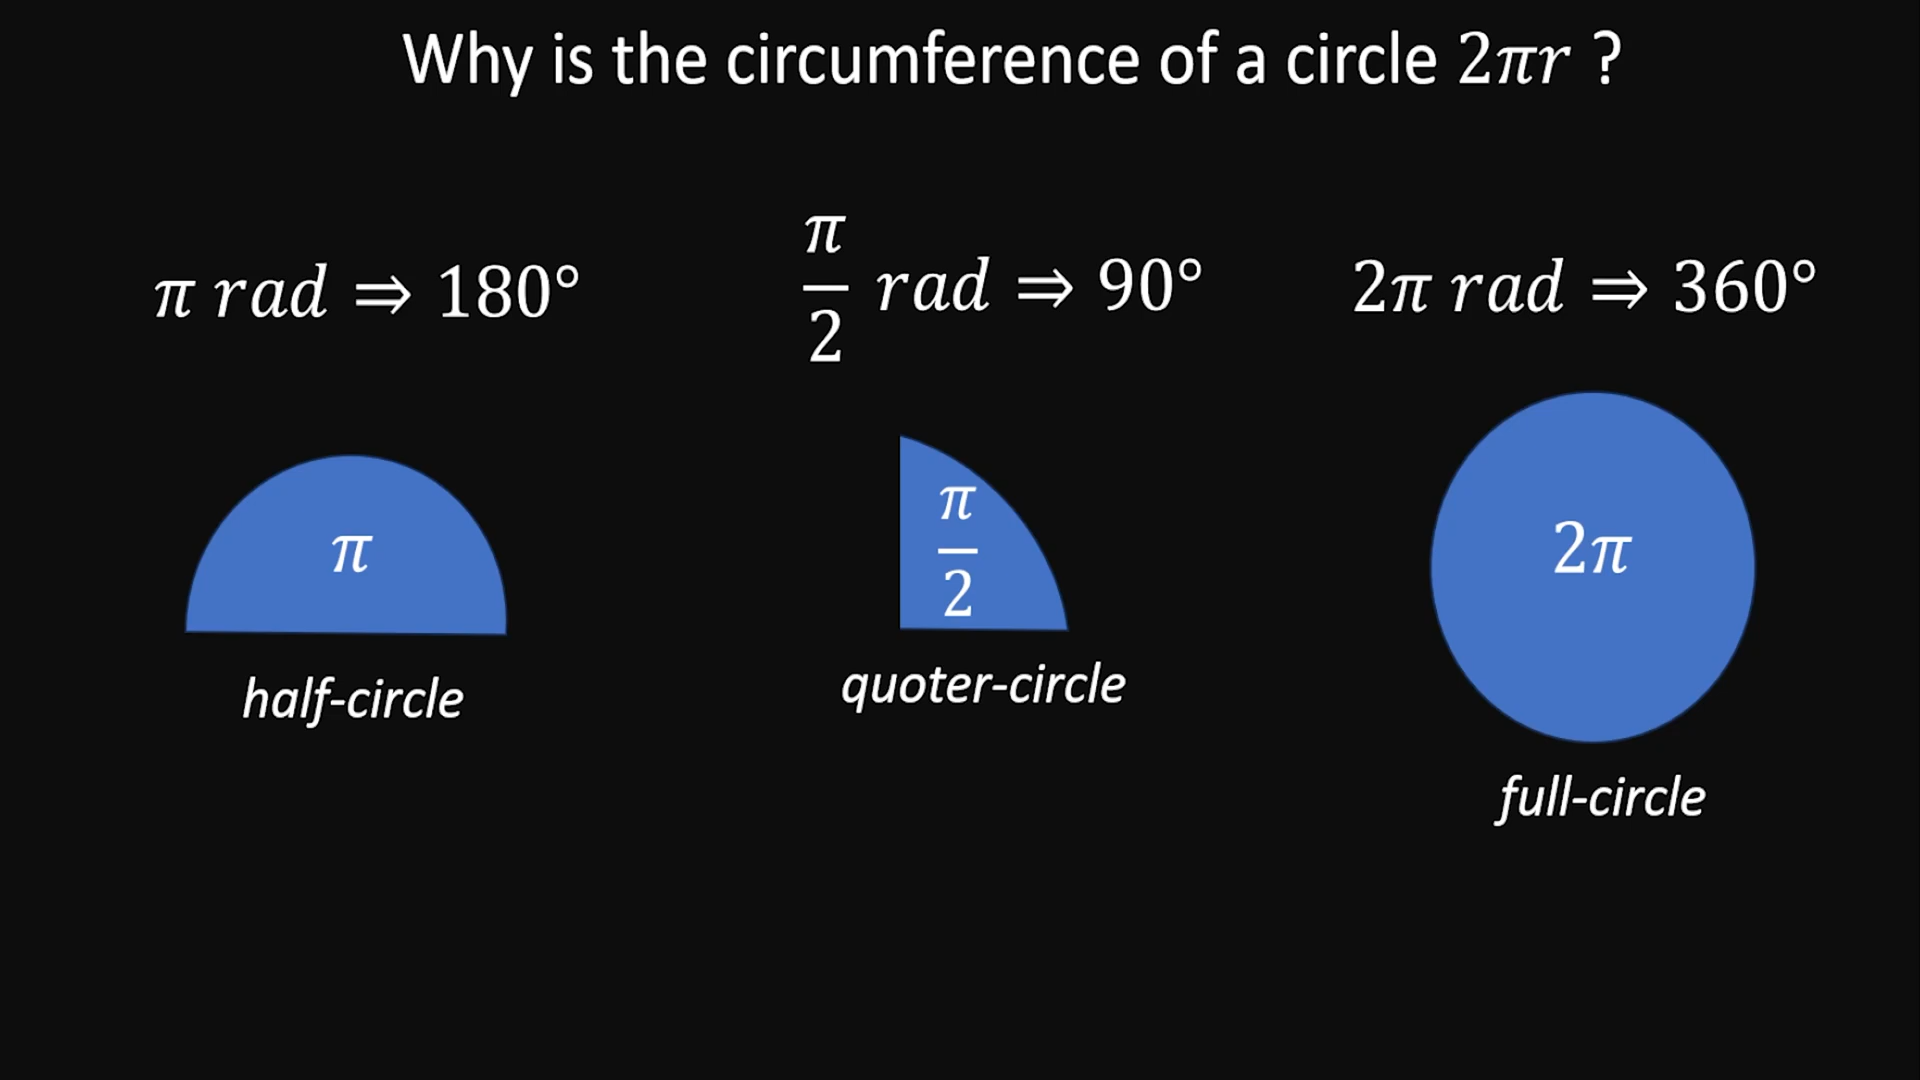 Why is the circumference of a circle 2πr ?
π rad ⇒ 180°
π/2 rad ⇒ 90°
2π rad ⇒ 360°
π
π/2
2π
half-circle
quoter-circle
full-circle